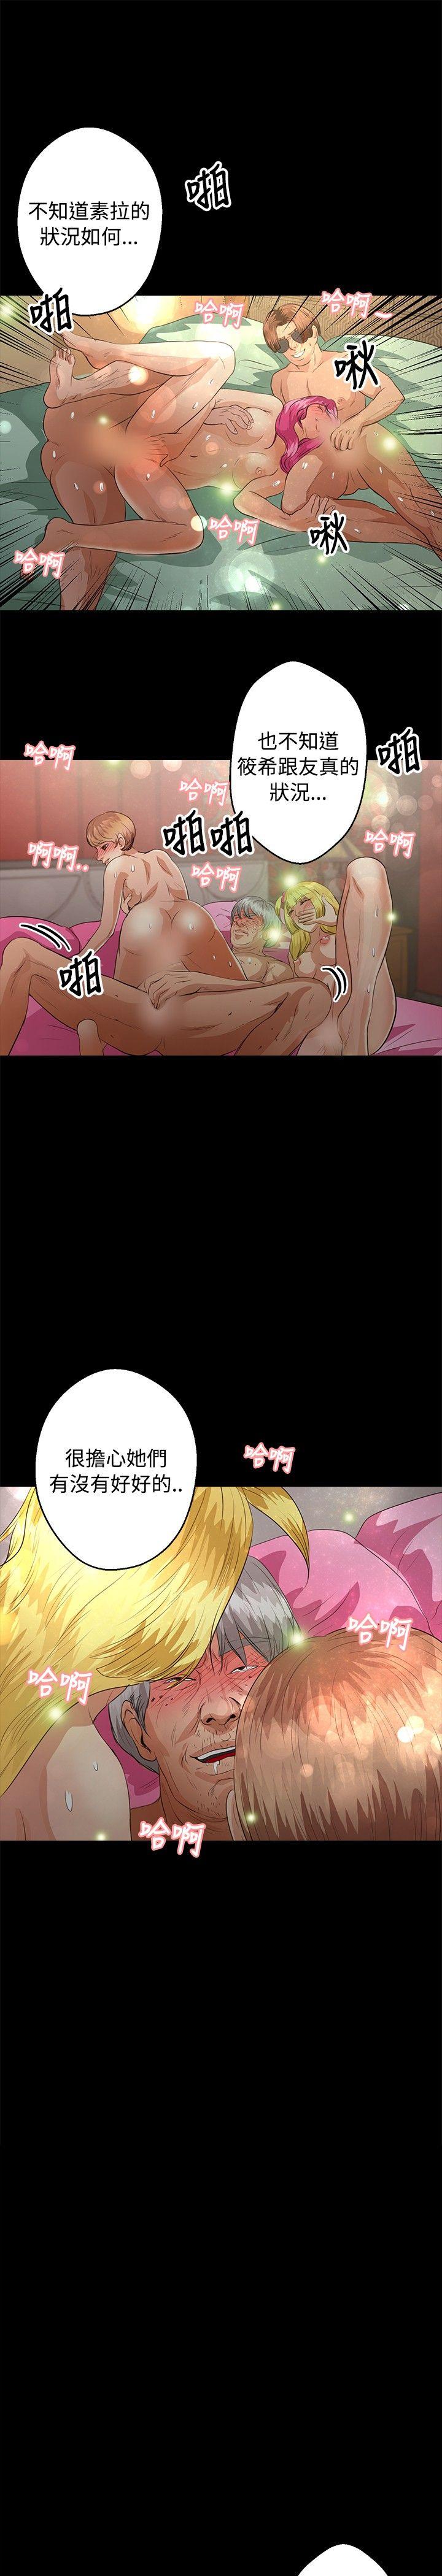 不知道素拉的
狀況如何...
啪
啪
哈啊
哈啊~
啾
哈啊
啾
哈啊
也不知道
筱希跟友真的
狀況...
啪
哈啊
哈啊
啪啪
哈啊
啊啊..
哈啊
啪
很擔心她們
有沒有好好的..
哈啊
哈啊
哈啊
哈啊